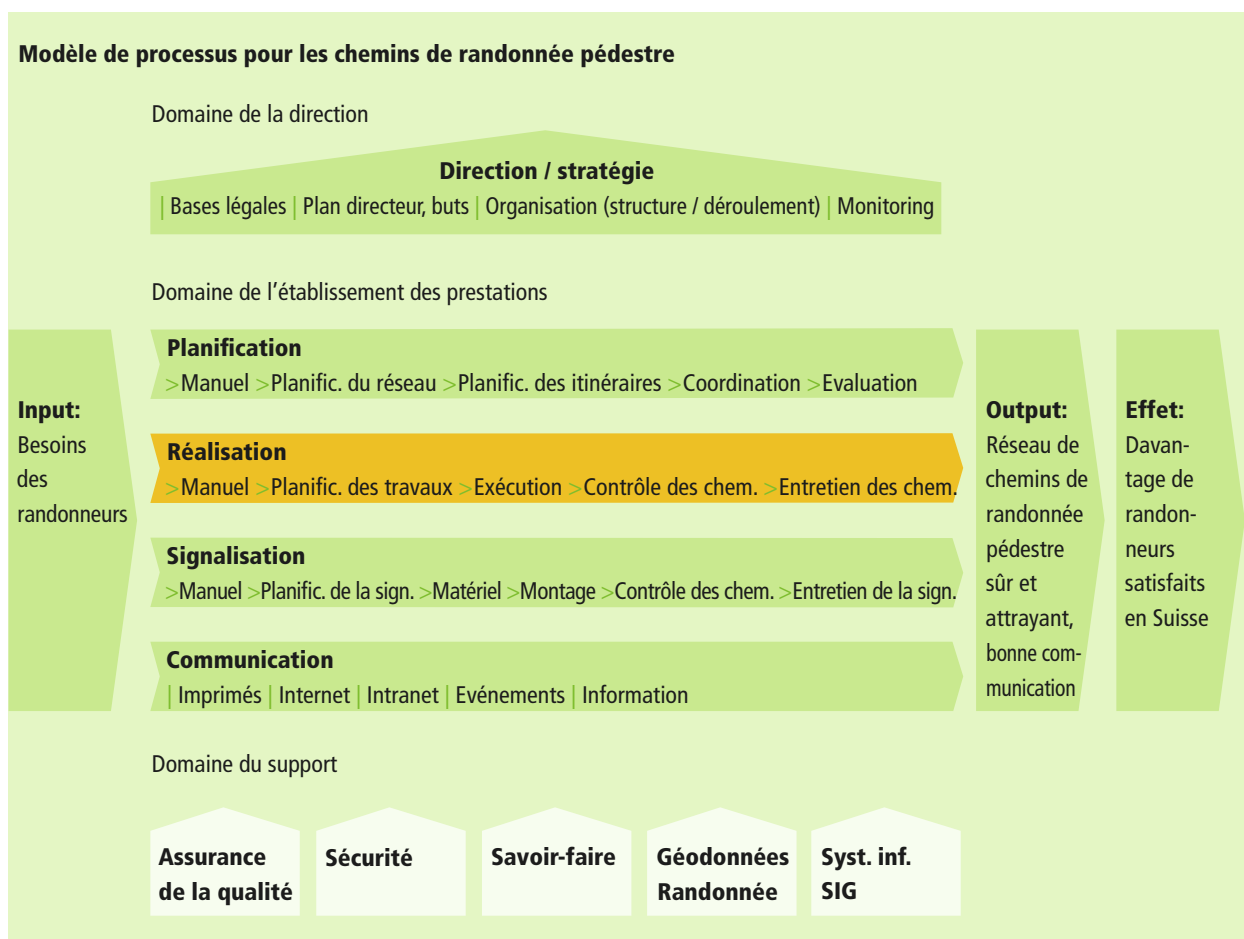 Modèle de processus pour les chemins de randonnée pédestre
Domaine de la direction
Direction / stratégie
| Bases légales | Plan directeur, buts | Organisation (structure / déroulement) | Monitoring
Domaine de l'établissement des prestations
Input:
Besoins
des
randonneurs
Planification
>Manuel >Planific. du réseau >Planific. des itinéraires >Coordination >Evaluation
Réalisation
>Manuel >Planific. des travaux >Exécution >Contrôle des chem. >Entretien des chem.
Signalisation
>Manuel >Planific. de la sign. >Matériel >Montage >Contrôle des chem. >Entretien de la sign.
Communication
| Imprimés | Internet | Intranet | Evénements | Information
Output:
Réseau de
chemins de
randonnée
pédestre
sûr et
attrayant,
bonne com-
munication
Effet:
Davan-
tage de
randon-
neurs
satisfaits
en Suisse
Domaine du support
Assurance
de la qualité
Sécurité
Savoir-faire
Géodonnées
Randonnée
Syst. inf.
SIG